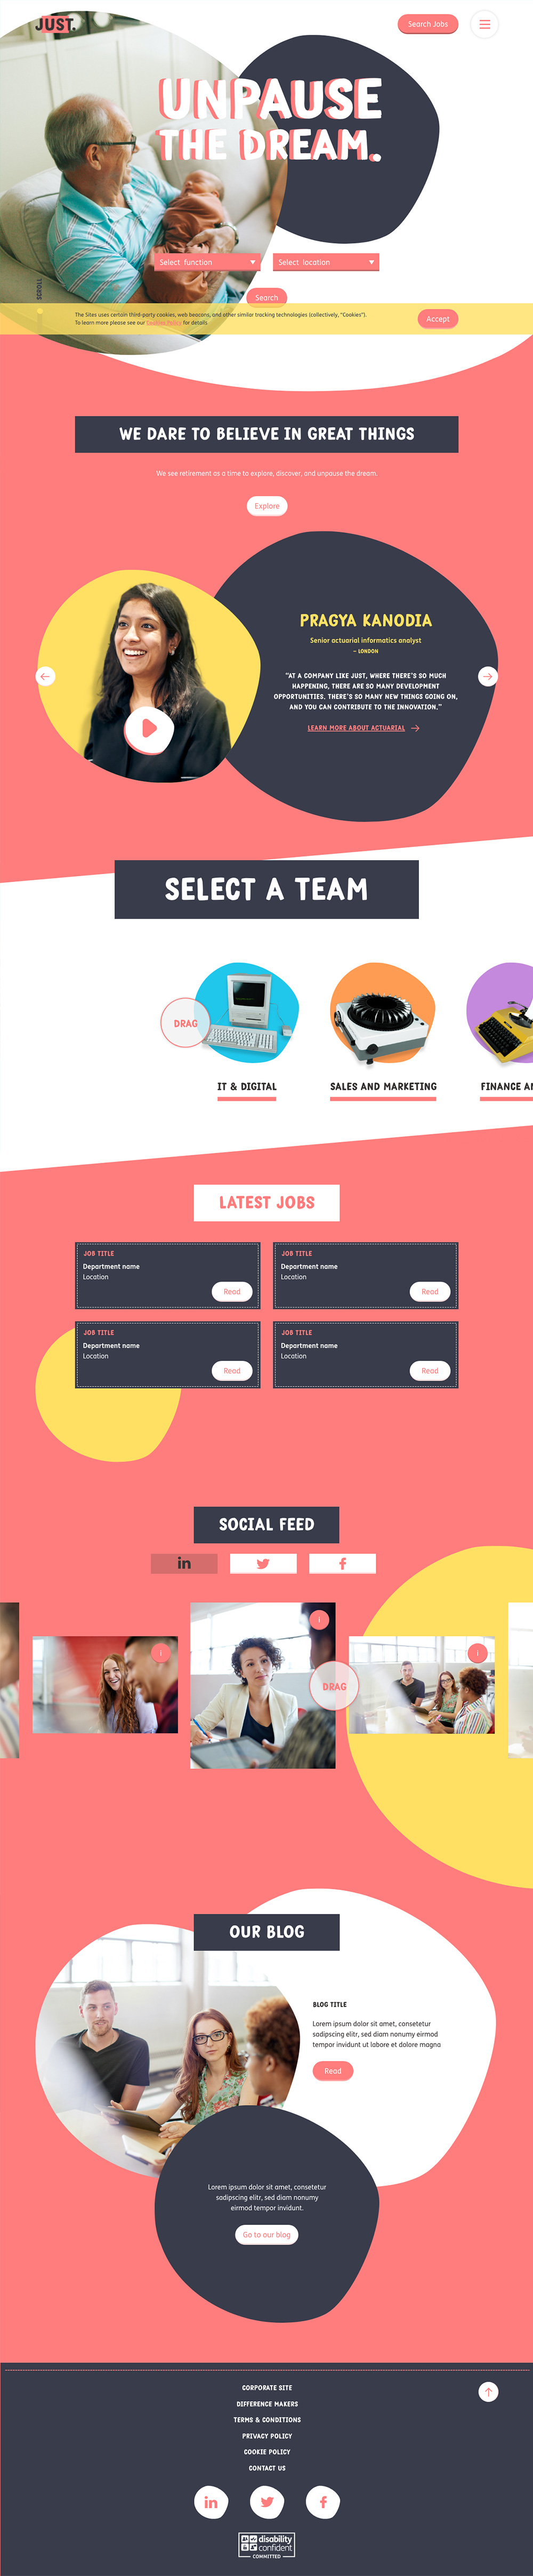 JUST.
Search Jobs
UNPAUSE
THE DREAM.
Select function
Select location
SCROLL
Search
The Sites uses certain third-party cookies, web beacons, and other similar tracking technologies (collectively, "Cookies").
To learn more please see our Cookies Policy for details
Accept
WE DARE TO BELIEVE IN GREAT THINGS
We see retirement as a time to explore, discover, and unpause the dream.
Explore
PRAGYA KANODIA
Senior actuarial informatics analyst
– LONDON
"AT A COMPANY LIKE JUST, WHERE THERE'S SO MUCH
HAPPENING, THERE ARE SO MANY DEVELOPMENT
OPPORTUNITIES. THERE'S SO MANY NEW THINGS GOING ON,
AND YOU CAN CONTRIBUTE TO THE INNOVATION."
LEARN MORE ABOUT ACTUARIAL
SELECT A TEAM
DRAG
IT & DIGITAL
SALES AND MARKETING
FINANCE AN
LATEST JOBS
JOB TITLE
Department name
Location
Read
JOB TITLE
Department name
Location
Read
JOB TITLE
Department name
Location
Read
JOB TITLE
Department name
Location
Read
SOCIAL FEED
in
f
i
i
i
DRAG
OUR BLOG
BLOG TITLE
Lorem ipsum dolor sit amet, consetetur
sadipscing elitr, sed diam nonumy eirmod
tempor invidunt ut labore et dolore magna
Read
Lorem ipsum dolor sit amet, consetetur
sadipscing elitr, sed diam nonumy
eirmod tempor invidunt.
Go to our blog
CORPORATE SITE
DIFFERENCE MAKERS
TERMS & CONDITIONS
PRIVACY POLICY
COOKIE POLICY
CONTACT US
in
f
disability
confident
COMMITTED